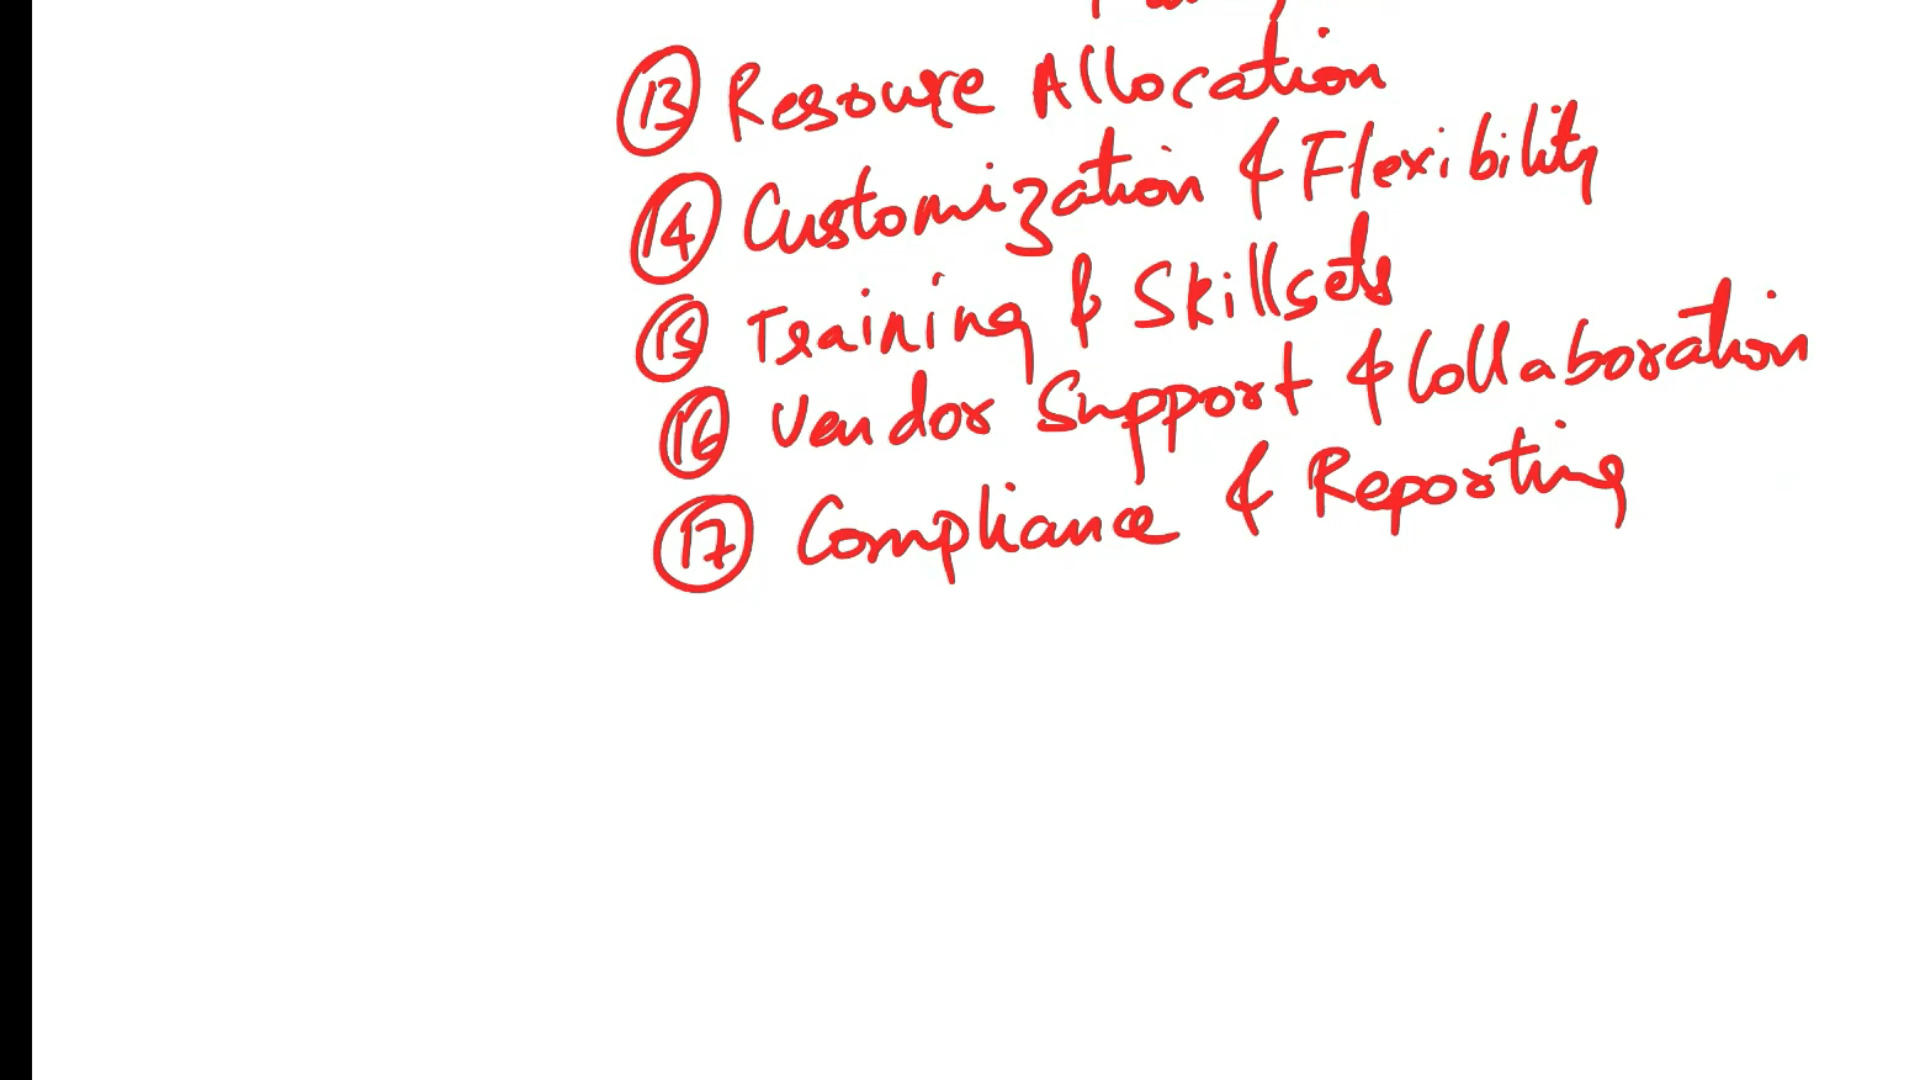 ⑬ Resource Allocation
⑭ Customization & Flexibility
⑮ Training & Skillsets
⑯ Vendor Support & Collaboration
⑰ Compliance & Reporting